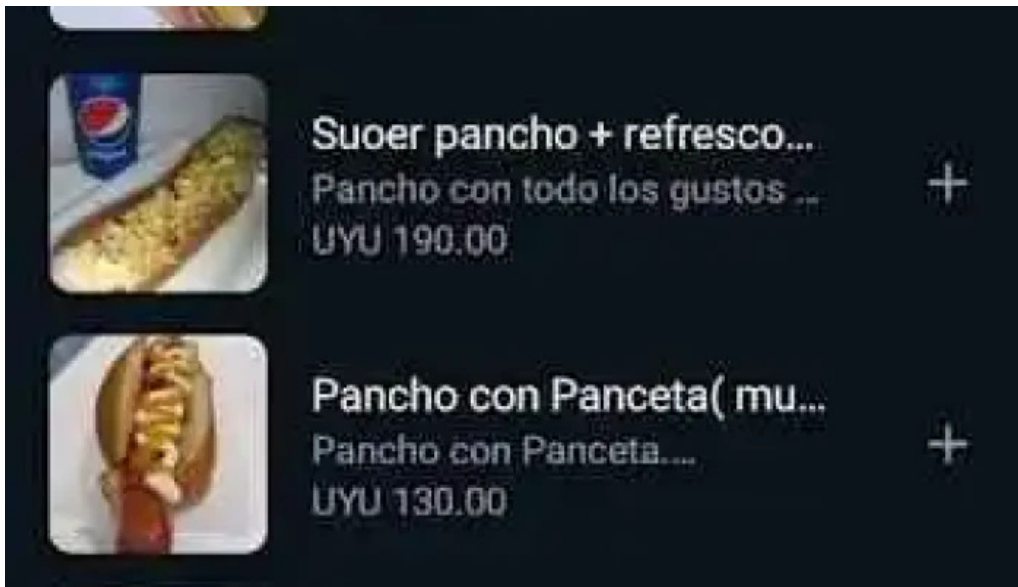 Suoer pancho + refresco...
Pancho con todo los gustos ...
UYU 190.00
Pancho con Panceta( mu...
Pancho con Panceta....
UYU 130.00